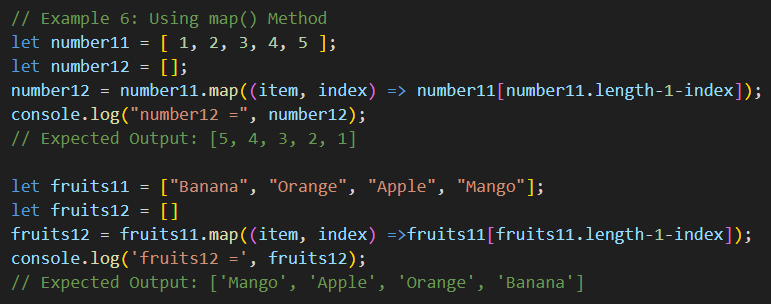 // Example 6: Using map() Method
let number11 = [ 1, 2, 3, 4, 5 ];
let number12 = [];
number12 = number11.map((item, index) => number11[number11.length-1-index]);
console.log("number12 =", number12);
// Expected Output: [5, 4, 3, 2, 1]

let fruits11 = ["Banana", "Orange", "Apple", "Mango"];
let fruits12 = []
fruits12 = fruits11.map((item, index) =>fruits11[fruits11.length-1-index]);
console.log('fruits12 =', fruits12);
// Expected Output: ['Mango', 'Apple', 'Orange', 'Banana']